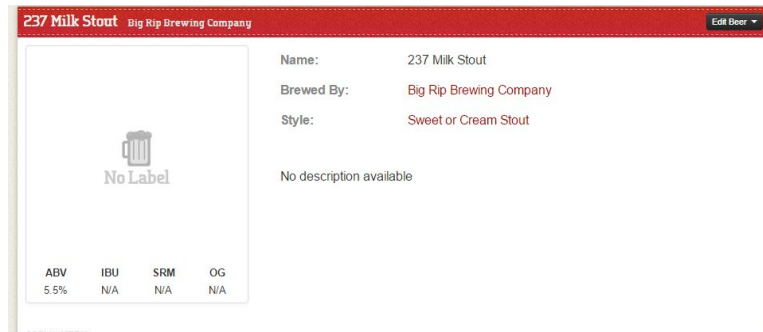 237 Milk Stout Big Rip Brewing Company Edit Beer
Name: 237 Milk Stout
Brewed By: Big Rip Brewing Company
Style: Sweet or Cream Stout
No Label
No description available
ABV IBU SRM OG
5.5% N/A N/A N/A